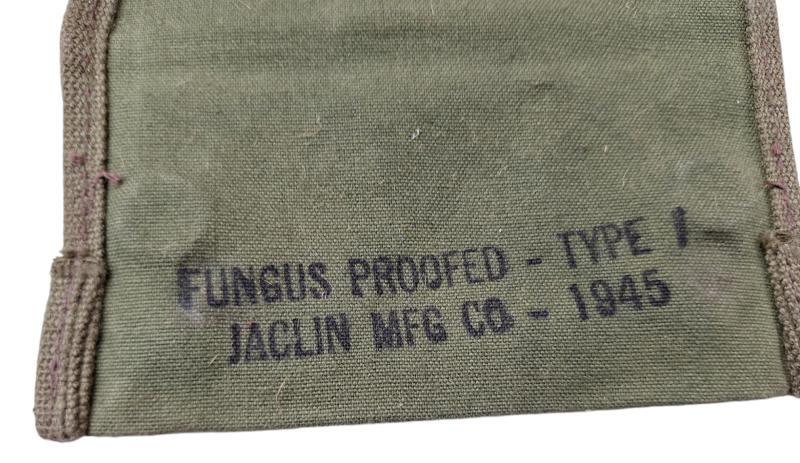 FUNGUS PROOFED - TYPE I
JACLIN MFG CO. - 1945